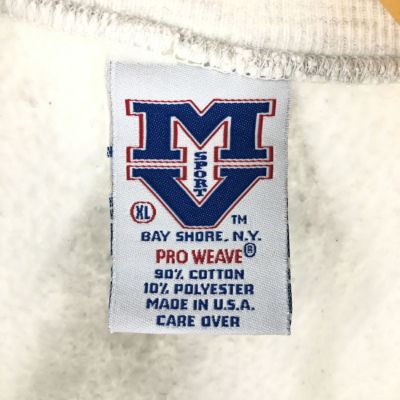 MV
SPORT
XL
TM
BAY SHORE, N.Y.
PRO WEAVE®
90% COTTON
10% POLYESTER
MADE IN U.S.A.
CARE OVER